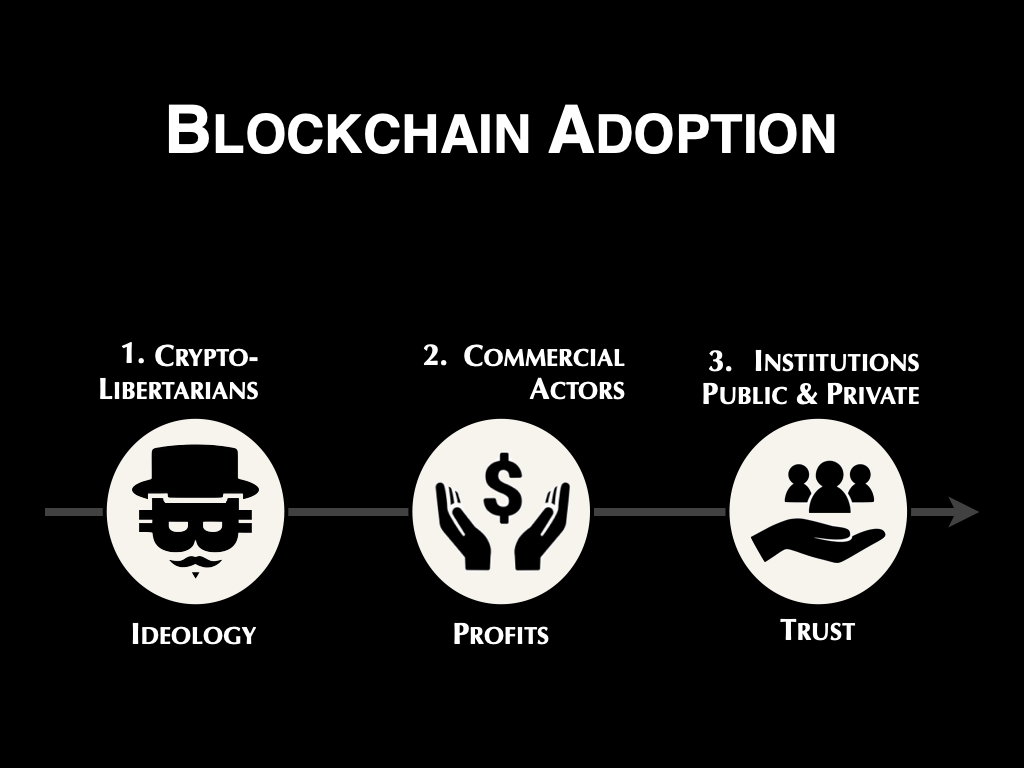 Blockchain Adoption
1. Crypto-
Libertarians
2. Commercial
Actors
3. Institutions
Public & Private
$
Ideology
Profits
Trust